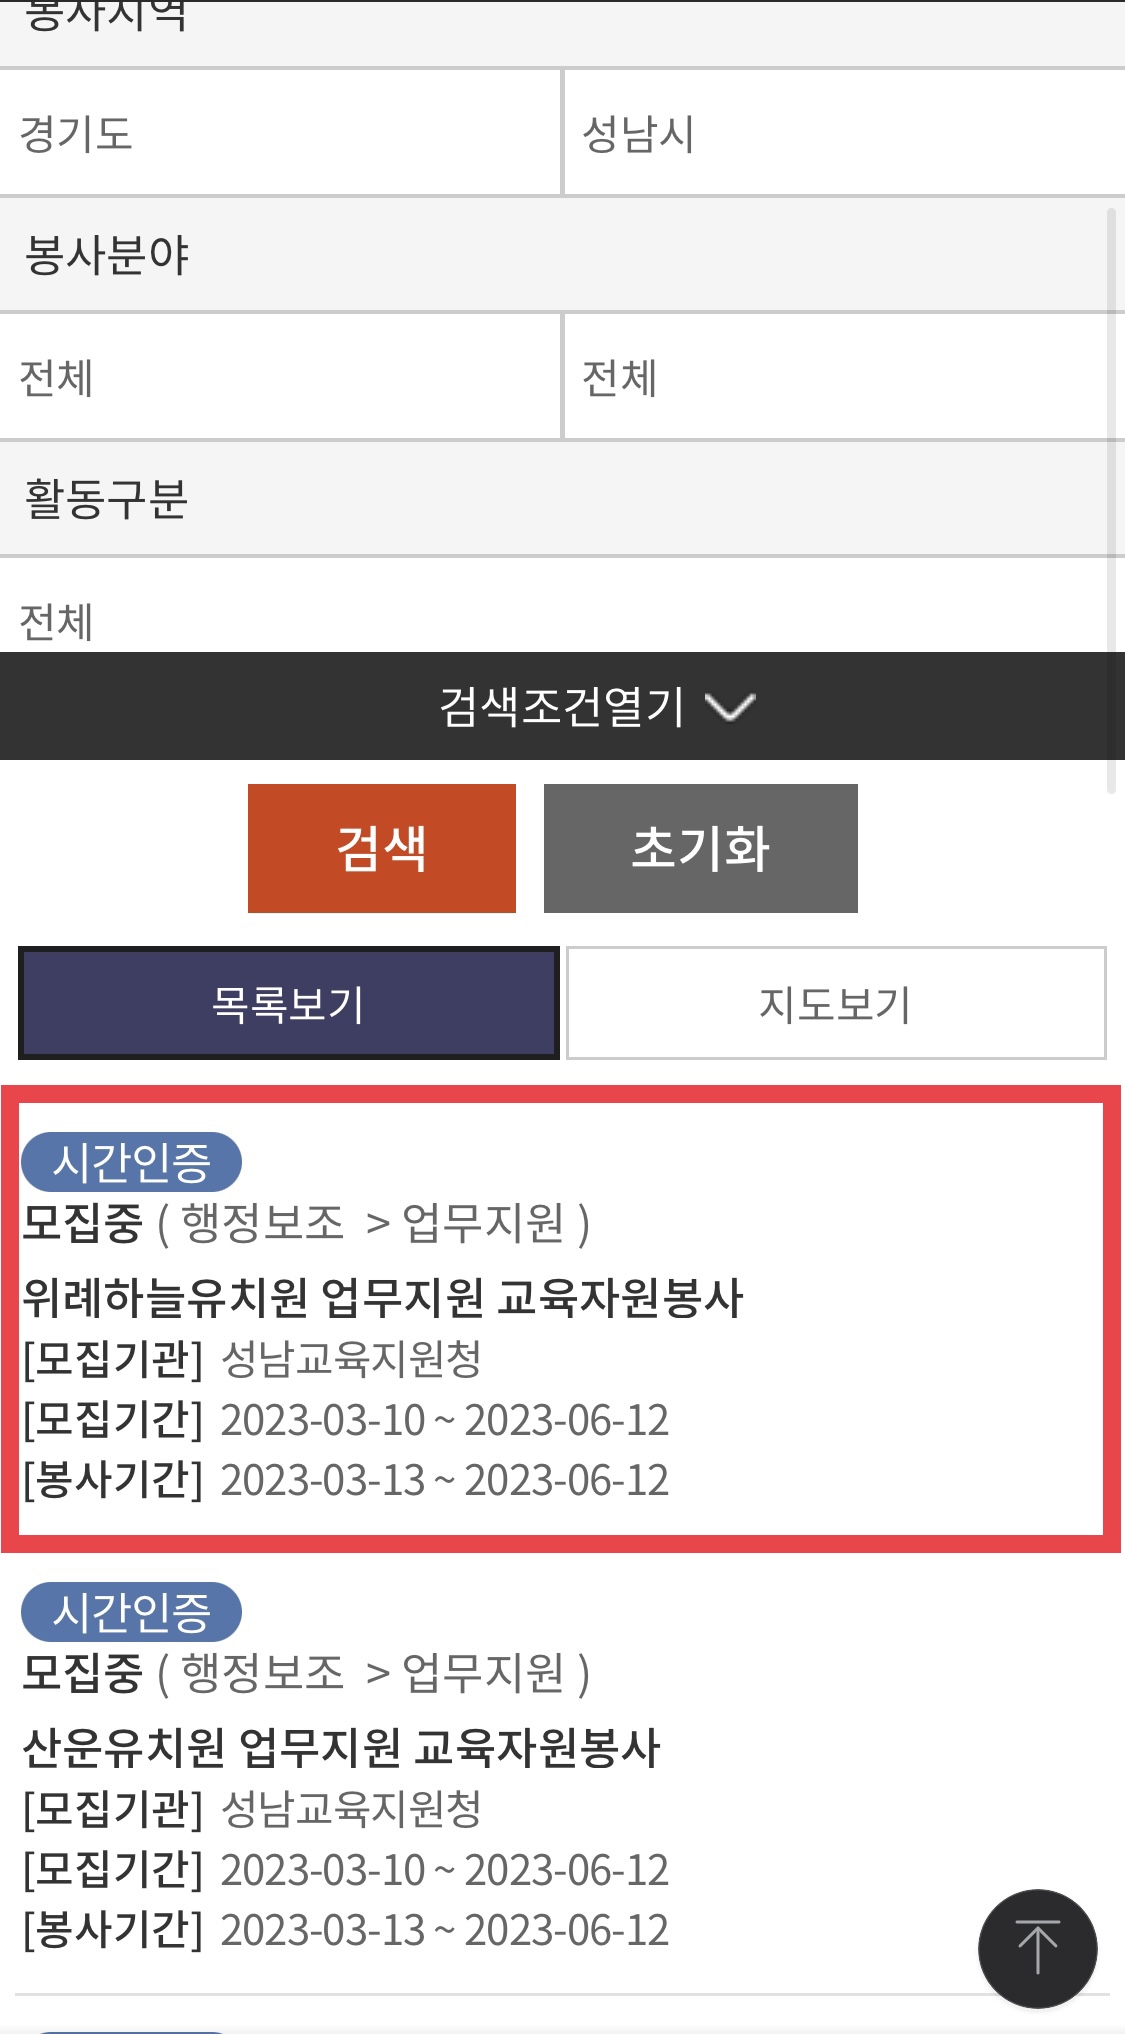 봉사지역
경기도 성남시
봉사분야
전체 전체
활동구분
전체
검색조건열기
검색 초기화
목록보기 지도보기
시간인증
모집중 ( 행정보조 > 업무지원 )
위례하늘유치원 업무지원 교육자원봉사
[모집기관] 성남교육지원청
[모집기간] 2023-03-10 ~ 2023-06-12
[봉사기간] 2023-03-13 ~ 2023-06-12
시간인증
모집중 ( 행정보조 > 업무지원 )
산운유치원 업무지원 교육자원봉사
[모집기관] 성남교육지원청
[모집기간] 2023-03-10 ~ 2023-06-12
[봉사기간] 2023-03-13 ~ 2023-06-12